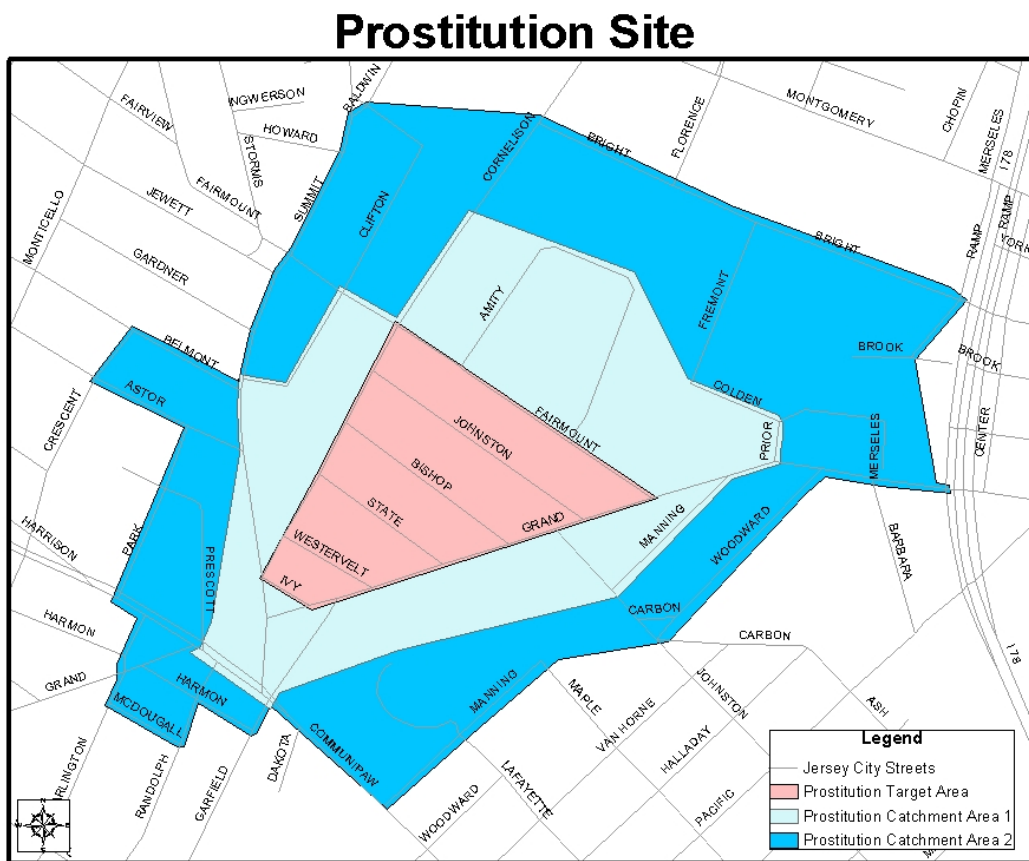 Prostitution Site
BALDWIN
INGWERSON
FAIRVIEW
HOWARD
STORMS
MONTGOMERY
CHOPIN
MERSELES
178
FLORENCE
CORNELISON
BRIGHT
FAIRMOUNT
JEWETT
SUMMIT
CLIFTON
MONTICELLO
GARDNER
BRIGHT
RAMP
RAMP
YORK
AMITY
FREMONT
BELMONT
BROOK
BROOK
ASTOR
CRESCENT
COLDEN
JOHNSTON
FAIRMOUNT
PRIOR
MERSELES
CENTER
BISHOP
STATE
GRAND
MANNING
WOODWARD
BARBARA
HARRISON
PARK
WESTERVELT
IVY
PRESCOTT
CARBON
CARBON
HARMON
GRAND
HARMON
MCDOUGALL
MANNING
MAPLE
JOHNSTON
ASH
178
VAN HORNE
HALLADAY
COMMUNIPAW
DAKOTA
GARFIELD
RANDOLPH
LAFAYETTE
WOODWARD
PACIFIC
Legend
Jersey City Streets
Prostitution Target Area
Prostitution Catchment Area 1
Prostitution Catchment Area 2
N
W
E
S